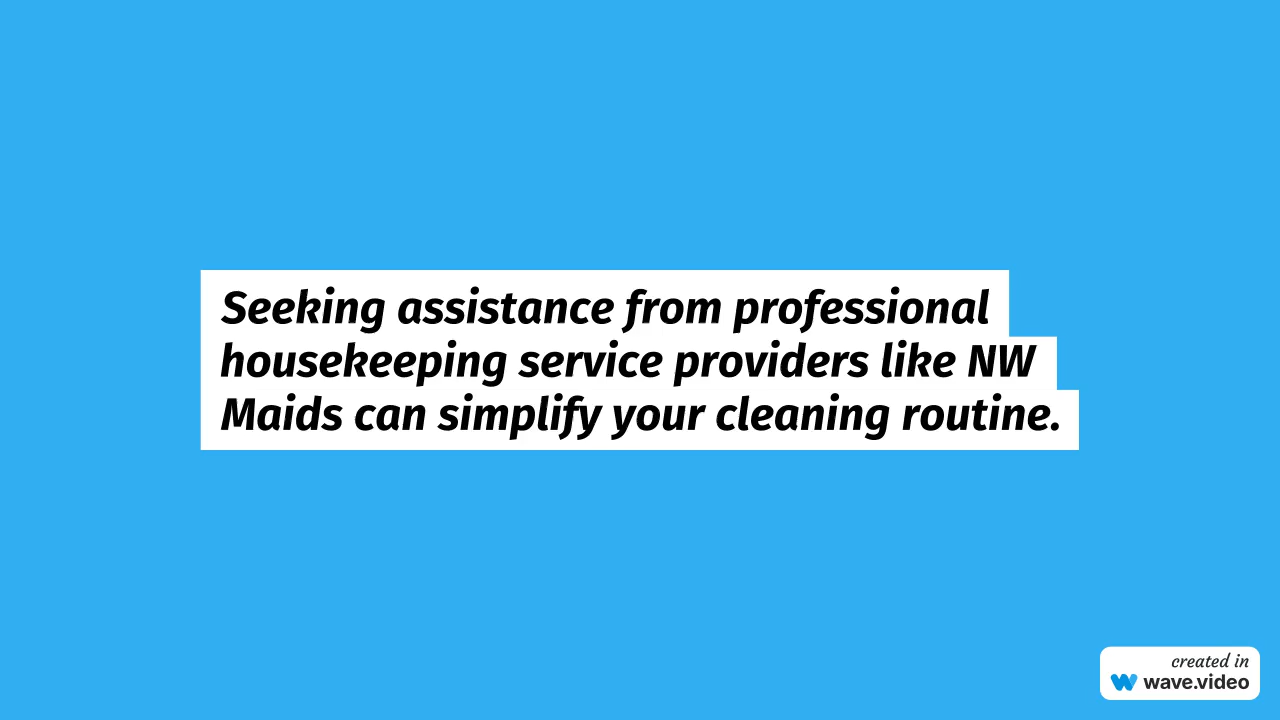 Seeking assistance from professional
housekeeping service providers like NW
Maids can simplify your cleaning routine.
created in
wave.video